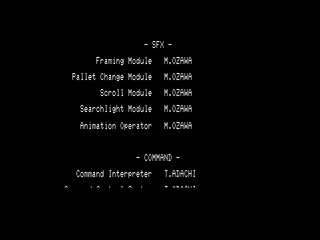 - SFX -
Framing Module M.OZAWA
Pallet Change Module M.OZAWA
Scroll Module M.OZAWA
Searchlight Module M.OZAWA
Animation Operator M.OZAWA
- COMMAND -
Command Interpreter T.ADACHI
T.ADACHI